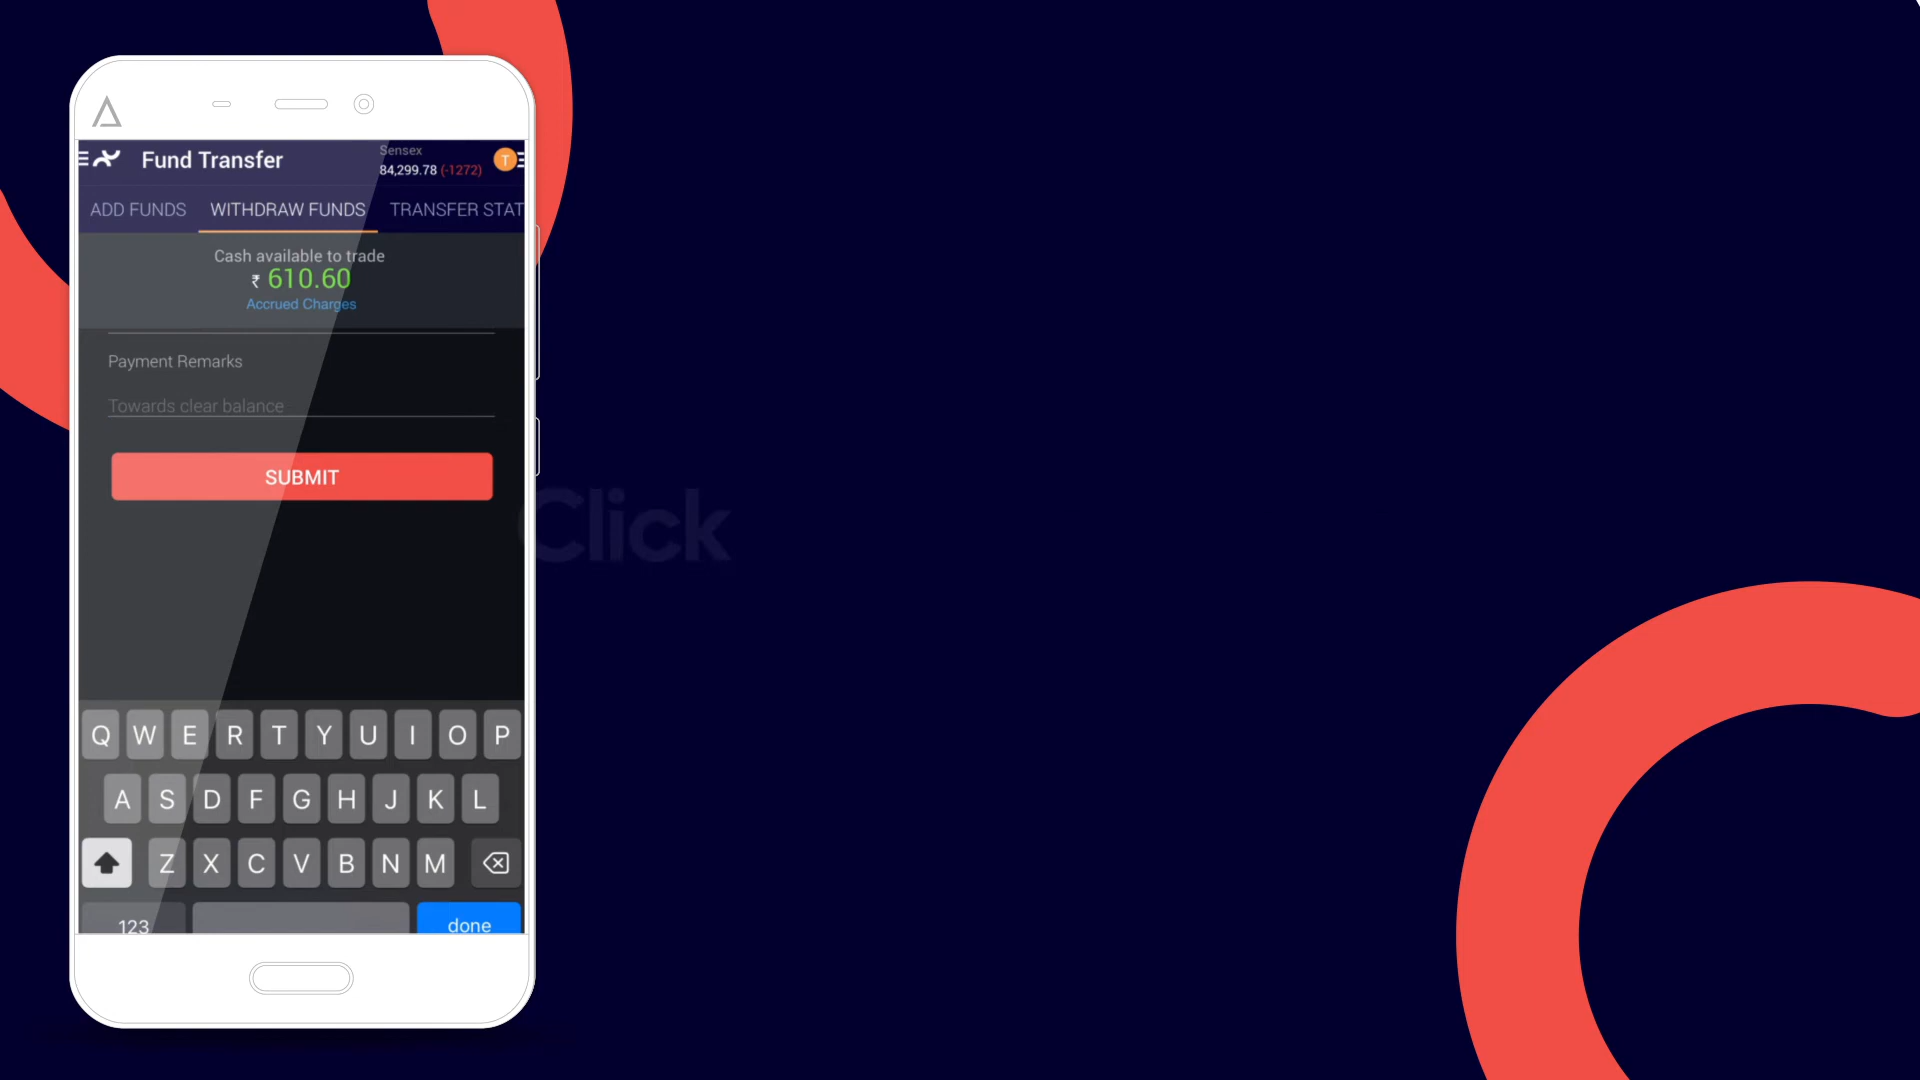 Fund Transfer
Sensex
84,299.78 (-1272)
T
ADD FUNDS WITHDRAW FUNDS TRANSFER STAT
Cash available to trade
₹ 610.60
Accrued Charges
Payment Remarks
Towards clear balance
SUBMIT
Click
Q W E R T Y U I O P
A S D F G H J K L
Z X C V B N M
123 done